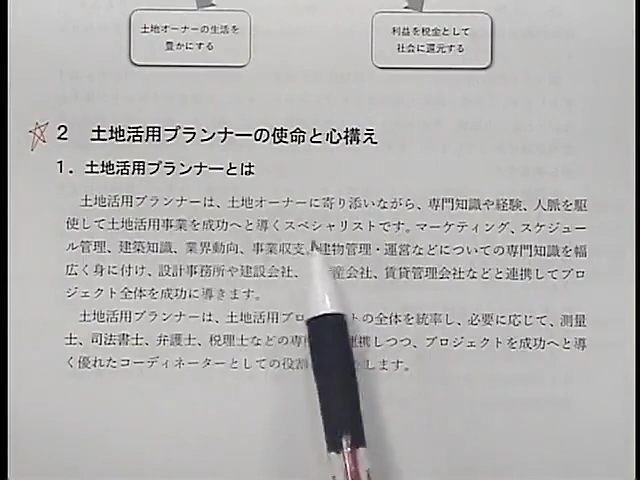 土地オーナーの生活を
豊かにする
利益を税金として
社会に還元する
2 土地活用プランナーの使命と心構え
1．土地活用プランナーとは
土地活用プランナーは、土地オーナーに寄り添いながら、専門知識や経験、人脈を駆
使して土地活用事業を成功へと導くスペシャリストです。マーケティング、スケジュー
ル管理、建築知識、業界動向、事業収支、建物管理・運営などについての専門知識を幅
広く身に付け、設計事務所や建設会社、 産会社、賃貸管理会社などと連携してプロ
ジェクト全体を成功に導きます。
土地活用プランナーは、土地活用プロ トの全体を統率し、必要に応じて、測量
士、司法書士、弁護士、税理士などの専 連携しつつ、プロジェクトを成功へと導
く優れたコーディネーターとしての役割 します。